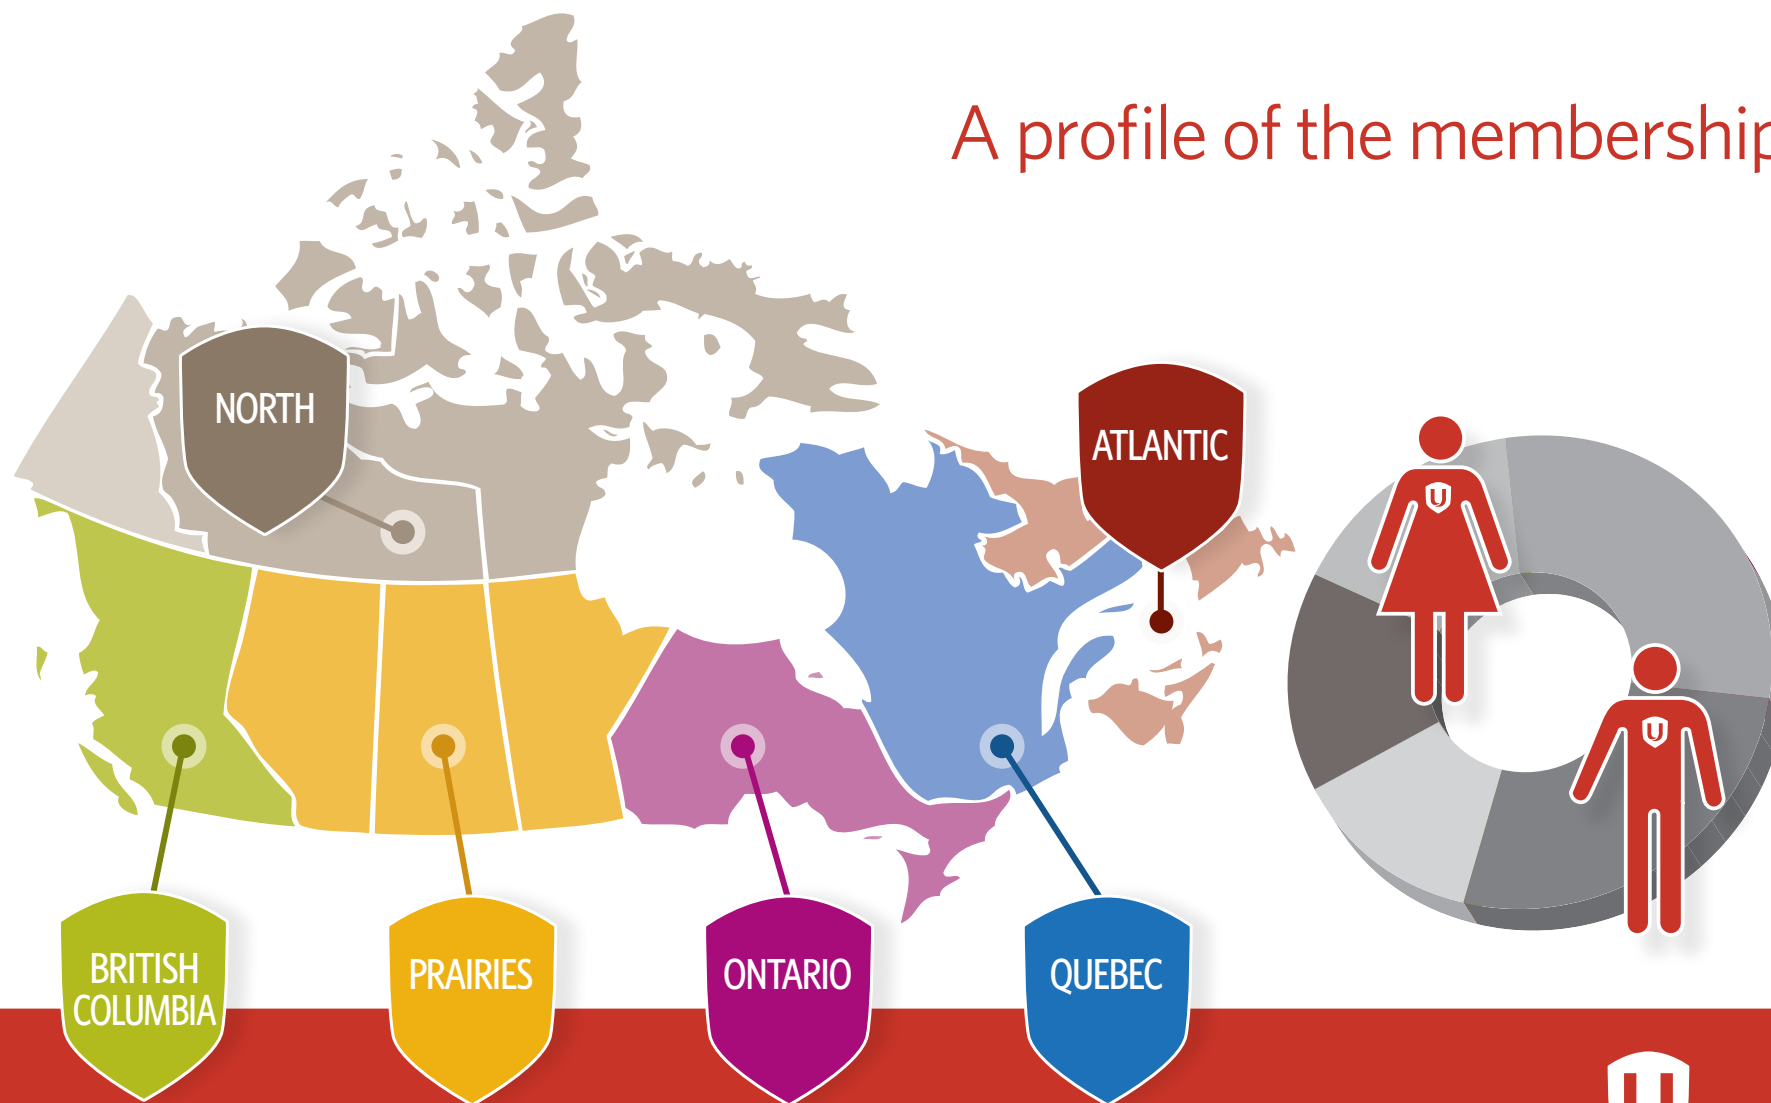 A profile of the membership
NORTH
ATLANTIC
U
U
BRITISH
COLUMBIA
PRAIRIES
ONTARIO
QUEBEC